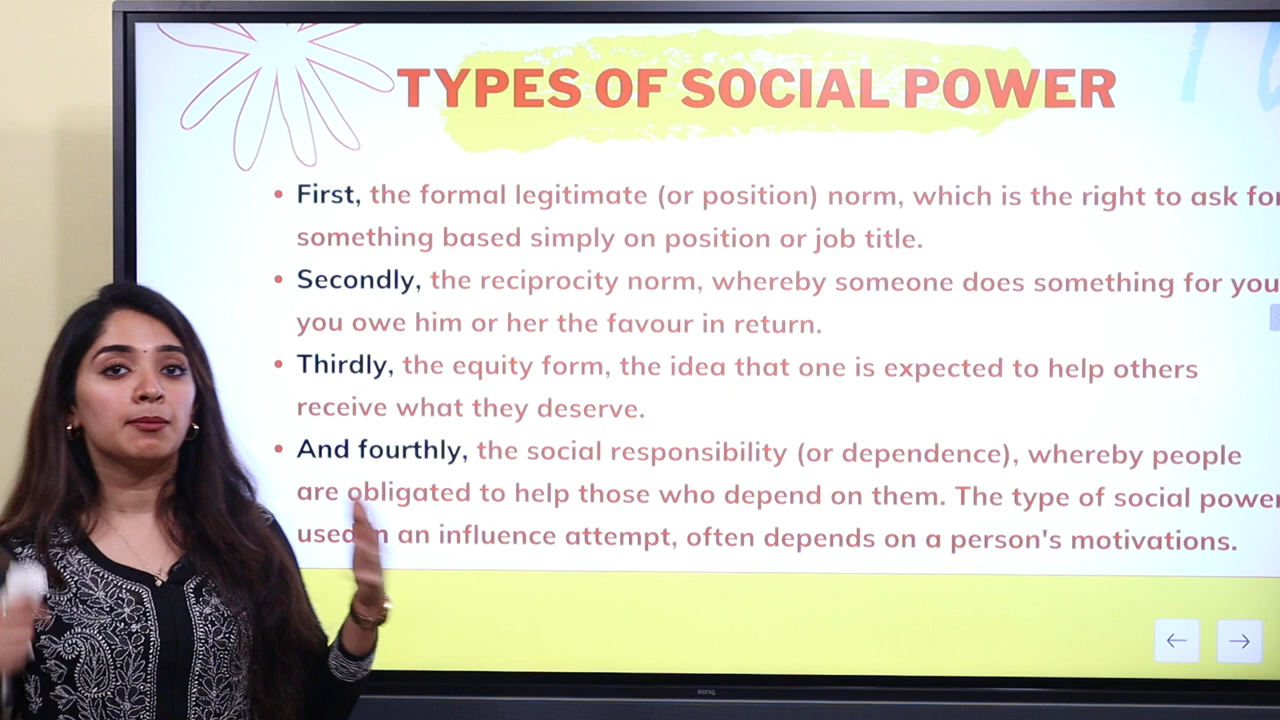 TYPES OF SOCIAL POWER
• First, the formal legitimate (or position) norm, which is the right to ask for
something based simply on position or job title.
• Secondly, the reciprocity norm, whereby someone does something for you
you owe him or her the favour in return.
• Thirdly, the equity form, the idea that one is expected to help others
receive what they deserve.
• And fourthly, the social responsibility (or dependence), whereby people
are obligated to help those who depend on them. The type of social power
used in an influence attempt, often depends on a person's motivations.
BenQ